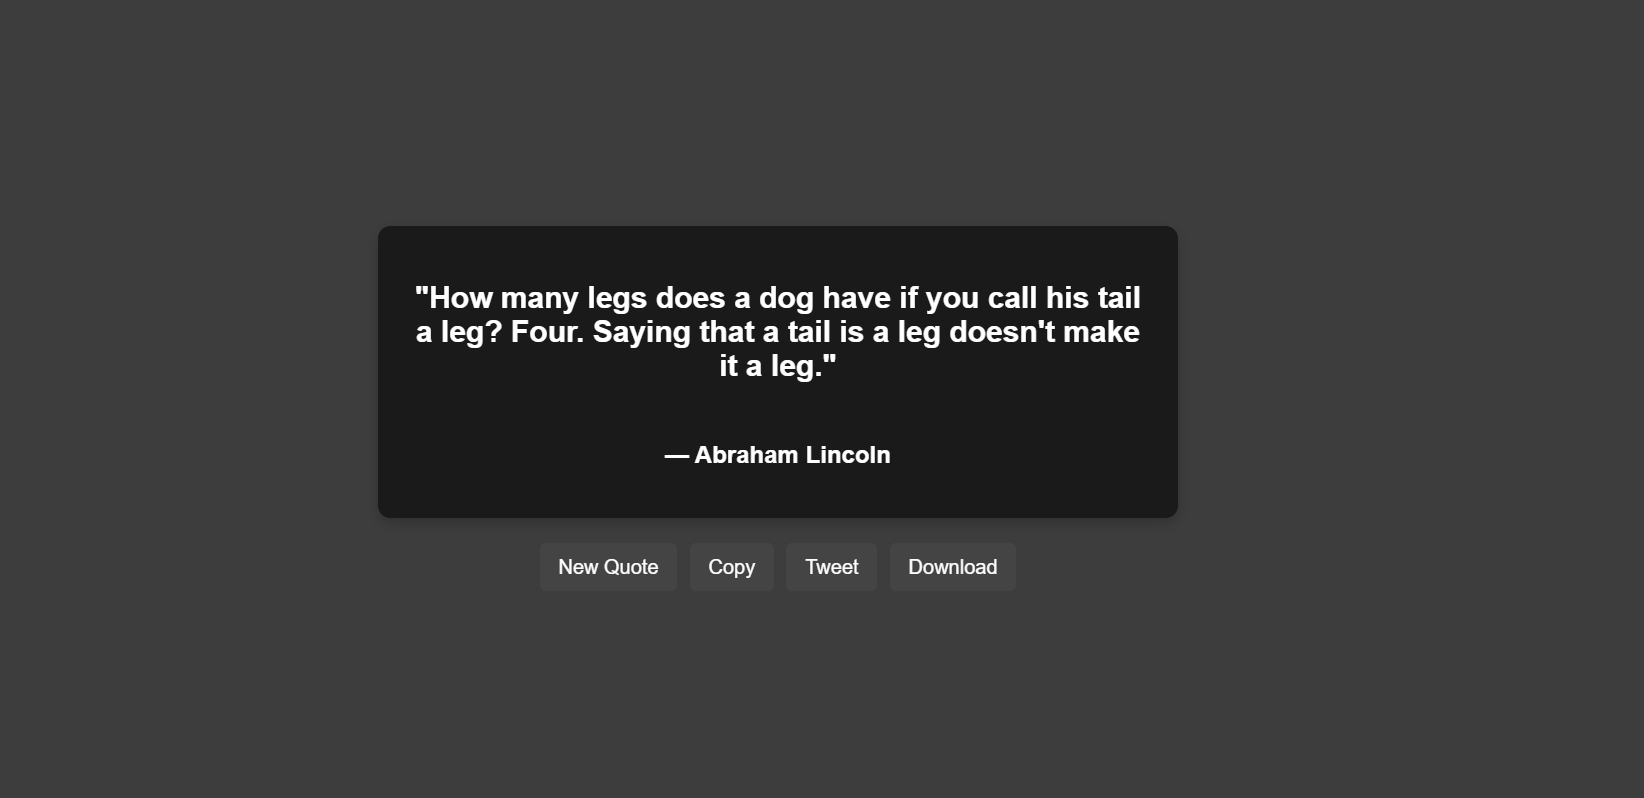 "How many legs does a dog have if you call his tail
a leg? Four. Saying that a tail is a leg doesn't make
it a leg."
— Abraham Lincoln
New Quote
Copy
Tweet
Download